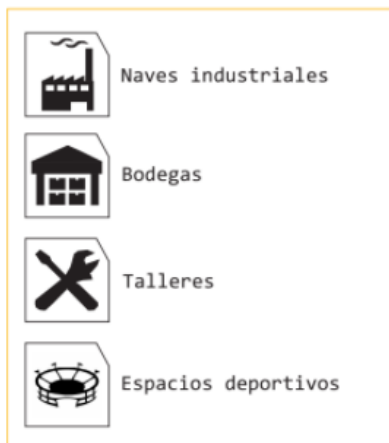 Naves industriales
Bodegas
Talleres
Espacios deportivos